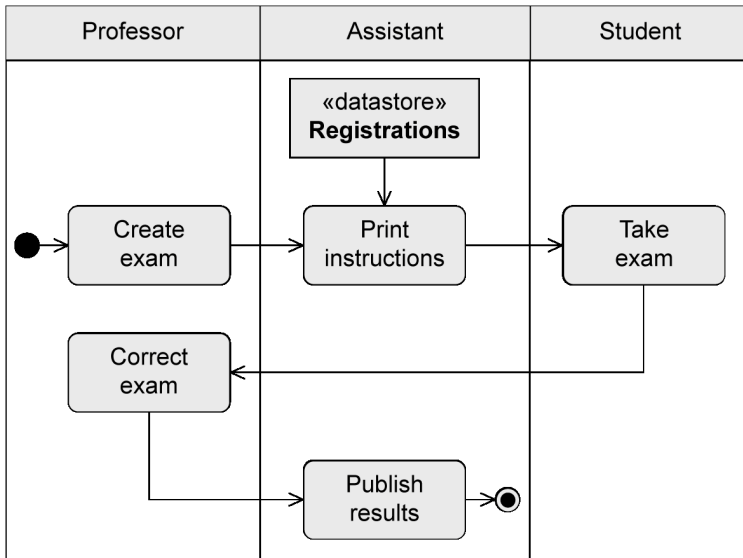 Professor
Assistant
Student
«datastore»
Registrations
Create
exam
Print
instructions
Take
exam
Correct
exam
Publish
results